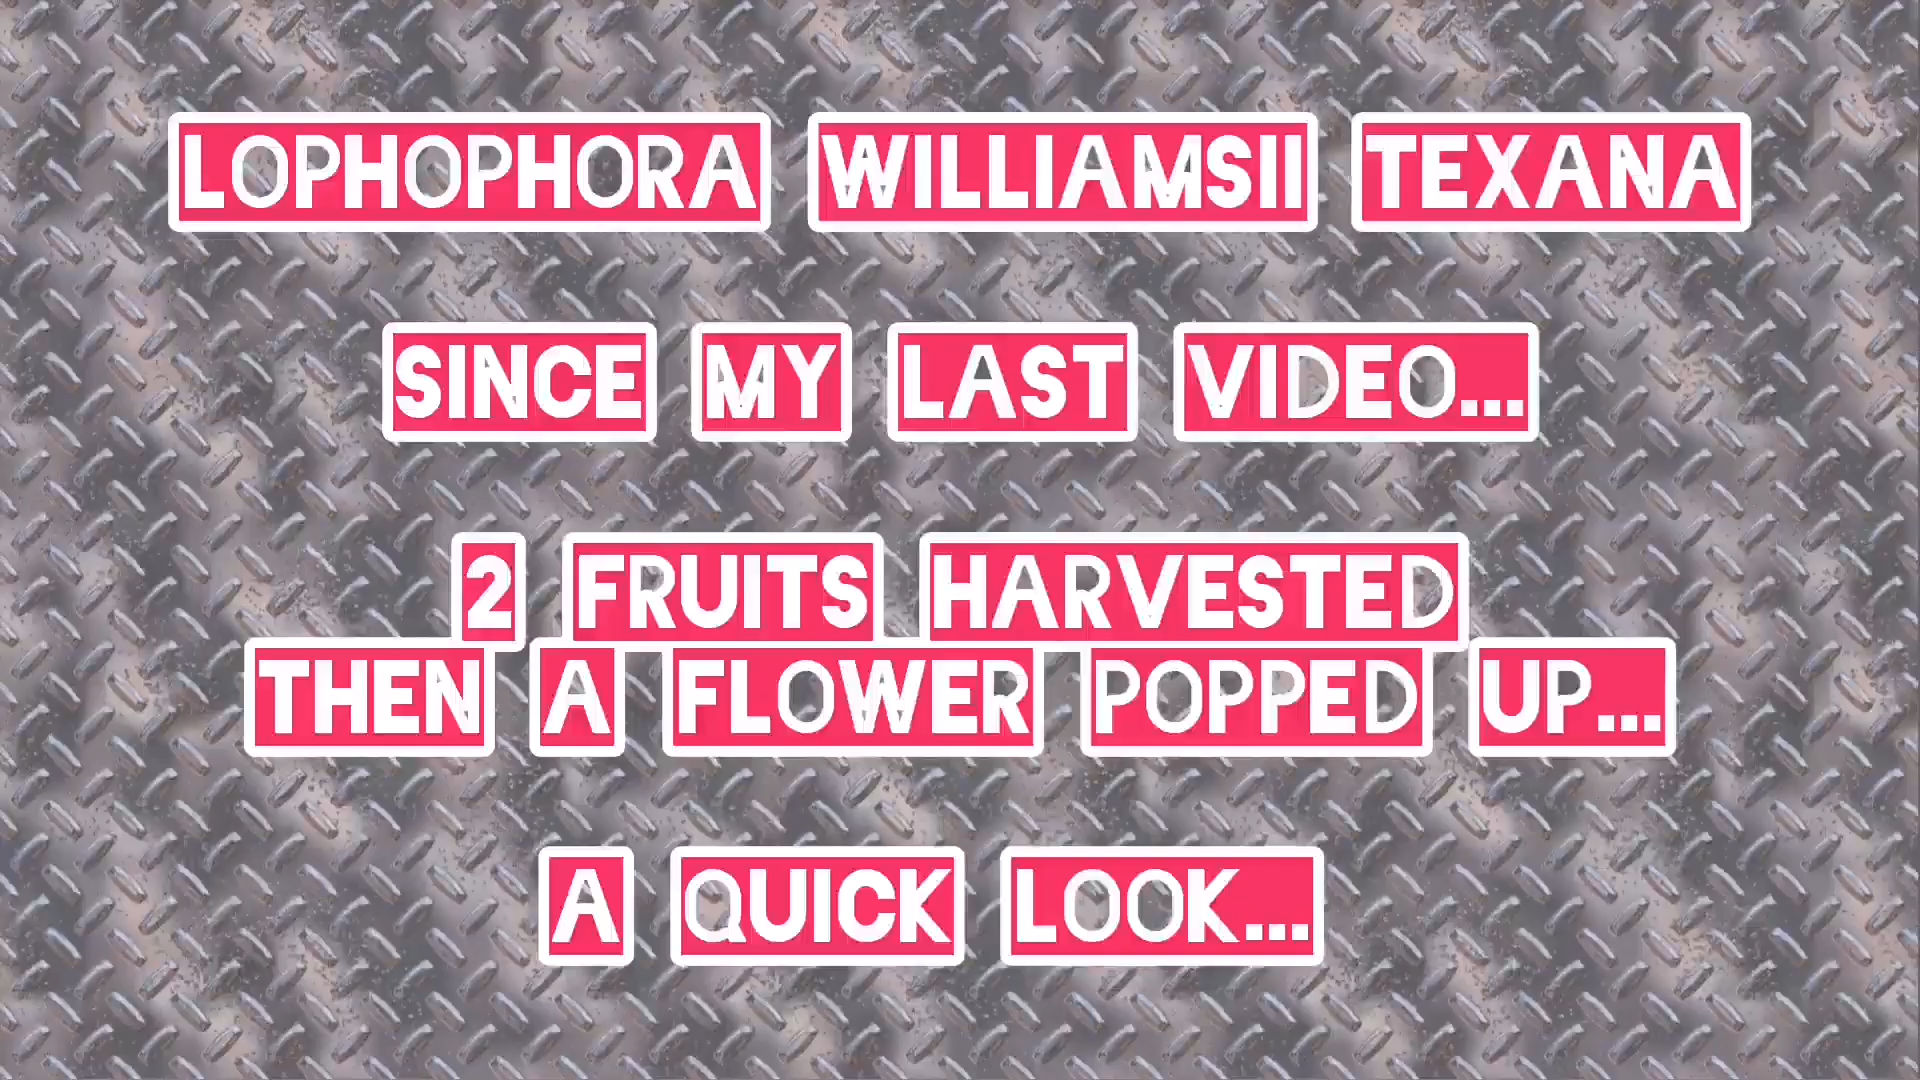 LOPHOPHORA WILLIAMSII TEXANA
SINCE MY LAST VIDEO...
2 FRUITS HARVESTED
THEN A FLOWER POPPED UP...
A QUICK LOOK...